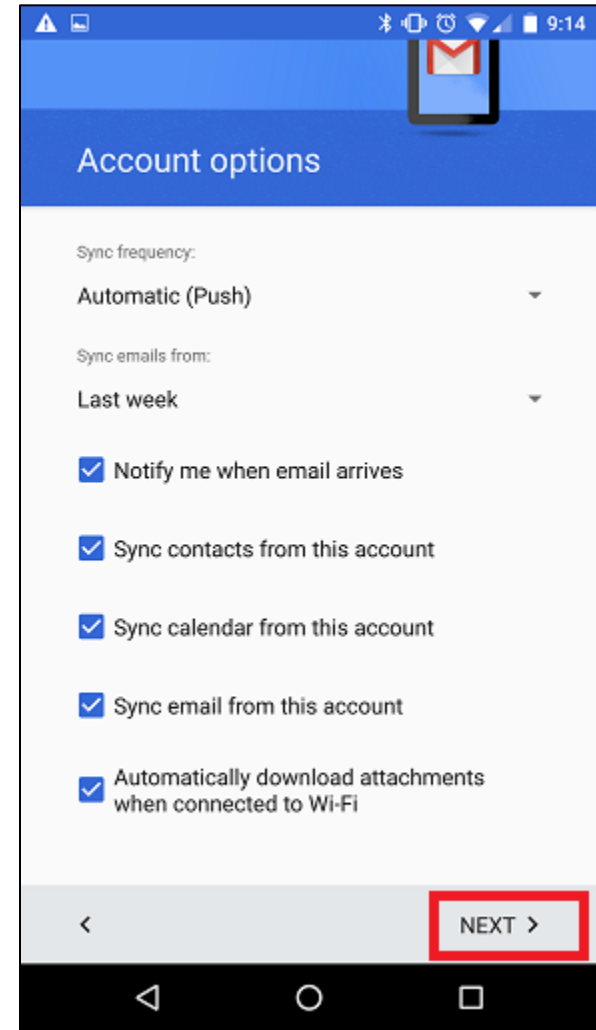 9:14
Account options
Sync frequency:
Automatic (Push)
Sync emails from:
Last week
Notify me when email arrives
Sync contacts from this account
Sync calendar from this account
Sync email from this account
Automatically download attachments
when connected to Wi-Fi
NEXT